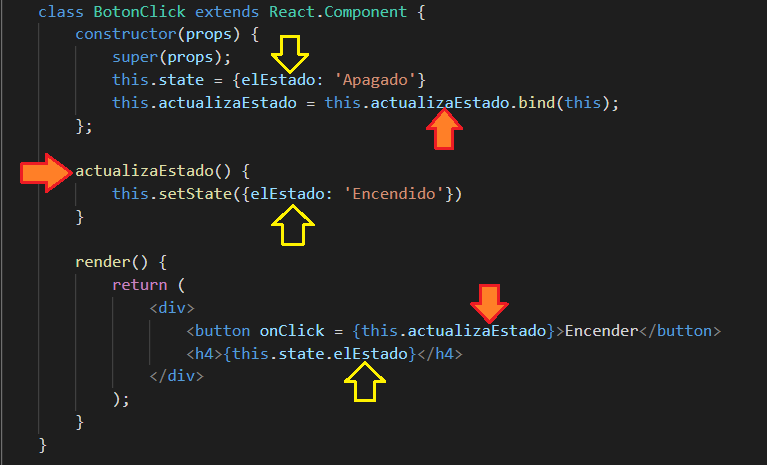 class BotonClick extends React.Component {
constructor(props) {
super(props);
this.state = {elEstado: 'Apagado'}
this.actualizaEstado = this.actualizaEstado.bind(this);
};
actualizaEstado() {
this.setState({elEstado: 'Encendido'})
}
render() {
return (
<div>
<button onClick = {this.actualizaEstado}>Encender</button>
<h4>{this.state.elEstado}</h4>
</div>
);
}
}